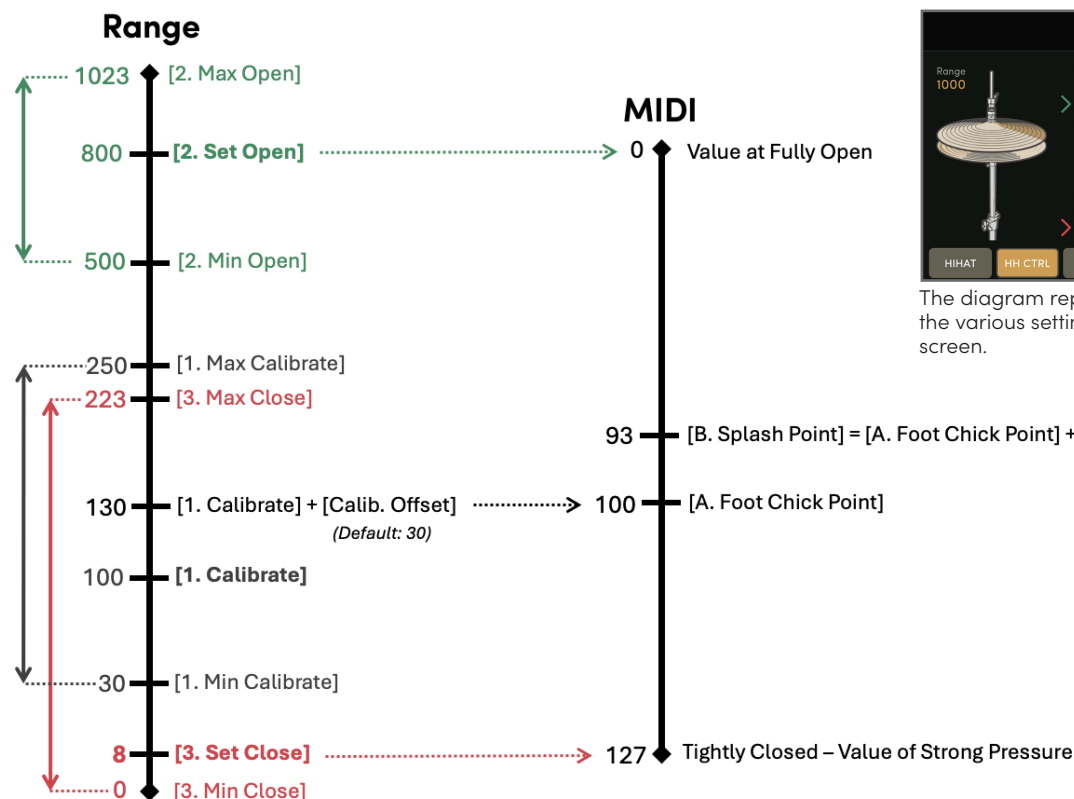 Range
1023 [2. Max Open]
800 [2. Set Open]
500 [2. Min Open]
250 [1. Max Calibrate]
223 [3. Max Close]
130 [1. Calibrate] + [Calib. Offset]
(Default: 30)
100 [1. Calibrate]
30 [1. Min Calibrate]
8 [3. Set Close]
0 [3. Min Close]
MIDI
0 Value at Fully Open
93 [B. Splash Point] = [A. Foot Chick Point] +
100 [A. Foot Chick Point]
127 Tightly Closed – Value of Strong Pressure
Range
1000
HIHAT HH CTRL
The diagram rep
the various settin
screen.